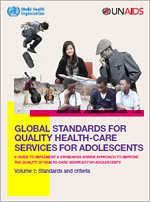 World Health
Organization
UNAIDS
GLOBAL STANDARDS FOR
QUALITY HEALTH-CARE
SERVICES FOR ADOLESCENTS
A GUIDE TO IMPLEMENT A STANDARDS-DRIVEN APPROACH TO IMPROVE
THE QUALITY OF HEALTH-CARE SERVICES FOR ADOLESCENTS
Volume 1: Standards and criteria